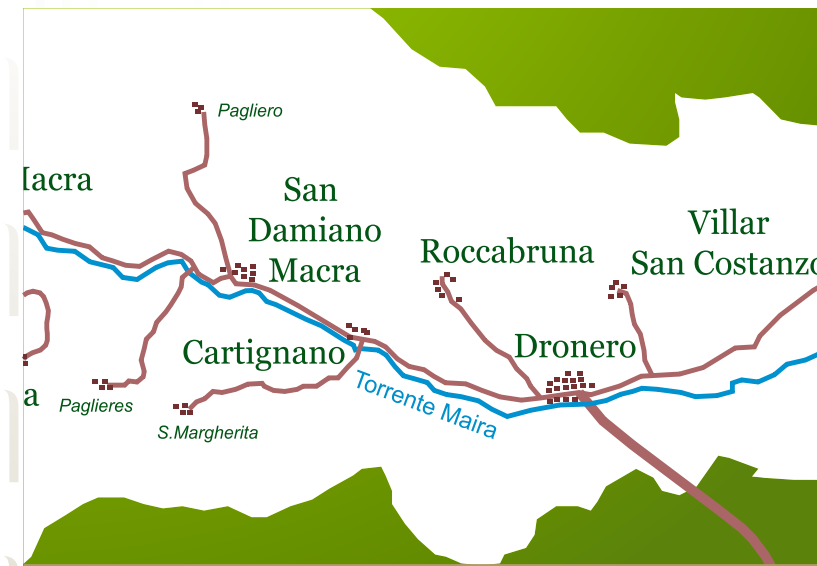 Pagliero
Macra
San
Damiano
Macra
Villar
San Costanzo
Roccabruna
Dronero
Cartignano
a
Paglieres
S.Margherita
Torrente Maira